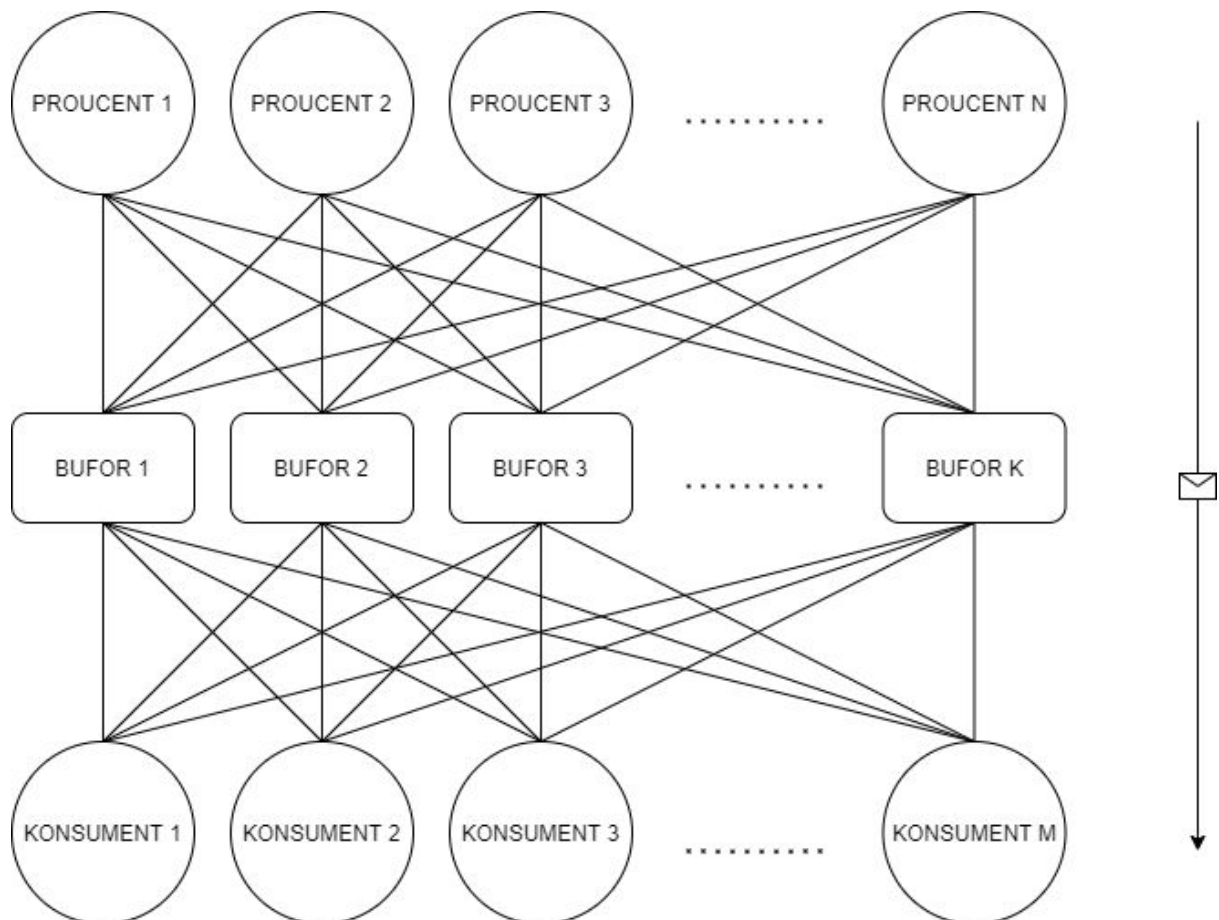 PROUCENT 1
PROUCENT 2
PROUCENT 3
..........
PROUCENT N
BUFOR 1
BUFOR 2
BUFOR 3
..........
BUFOR K
KONSUMENT 1
KONSUMENT 2
KONSUMENT 3
..........
KONSUMENT M